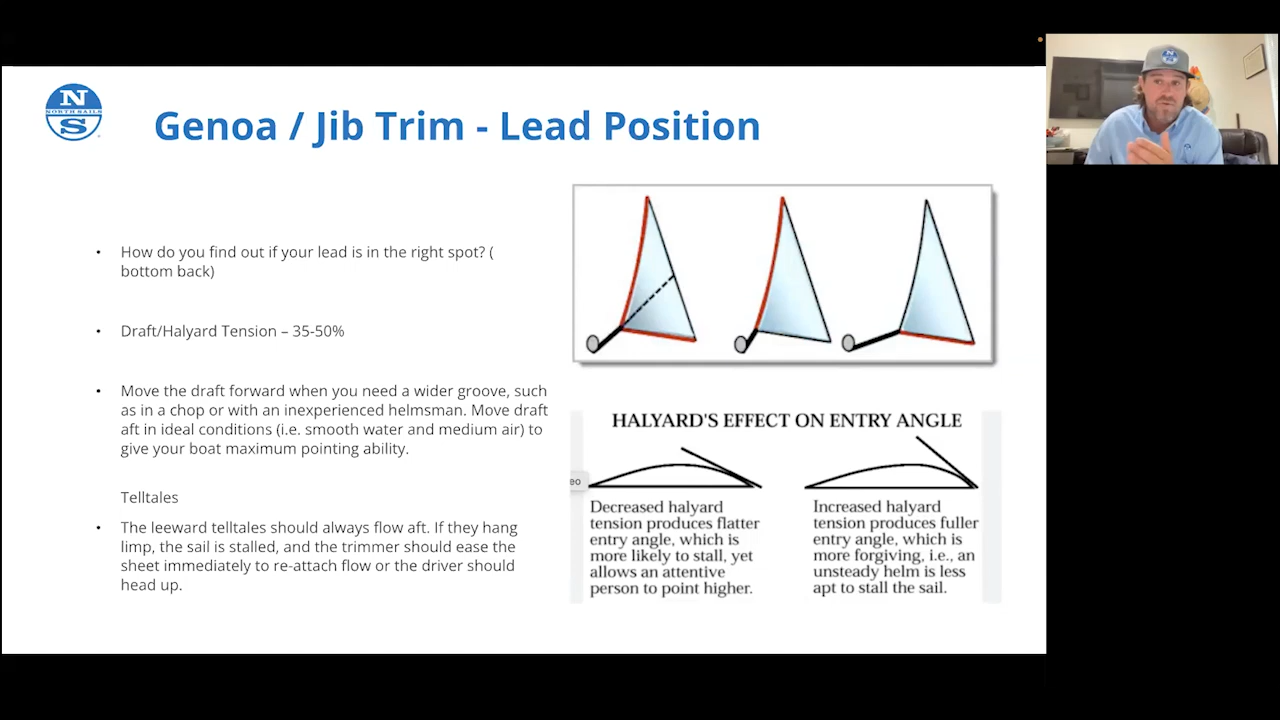 N
NORTH SAILS
S
Genoa / Jib Trim - Lead Position
• How do you find out if your lead is in the right spot? (
bottom back)
• Draft/Halyard Tension – 35-50%
• Move the draft forward when you need a wider groove, such
as in a chop or with an inexperienced helmsman. Move draft
aft in ideal conditions (i.e. smooth water and medium air) to
give your boat maximum pointing ability.
Telltales
• The leeward telltales should always flow aft. If they hang
limp, the sail is stalled, and the trimmer should ease the
sheet immediately to re-attach flow or the driver should
head up.
HALYARD'S EFFECT ON ENTRY ANGLE
eo
Decreased halyard
tension produces flatter
entry angle, which is
more likely to stall, yet
allows an attentive
person to point higher.
Increased halyard
tension produces fuller
entry angle, which is
more forgiving, i.e., an
unsteady helm is less
apt to stall the sail.